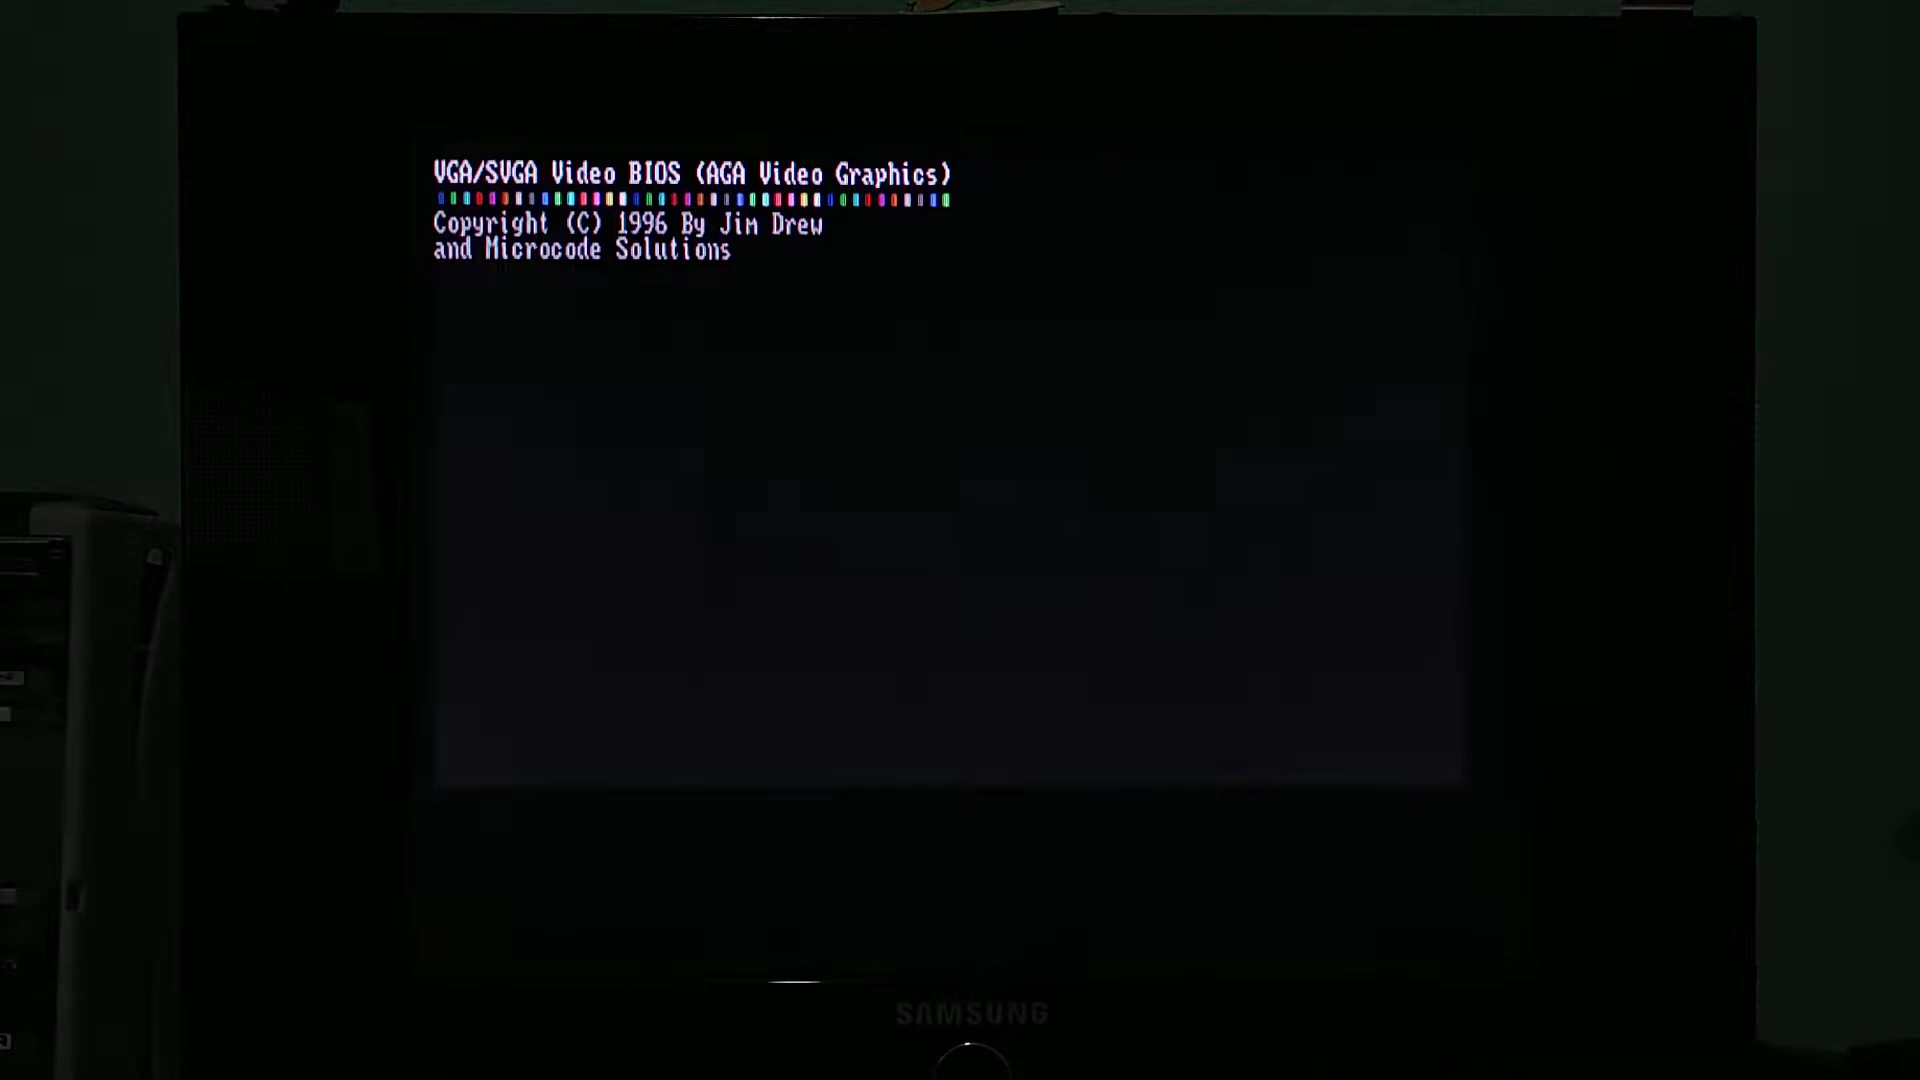 VGA/SVGA Video BIOS (AGA Video Graphics)
Copyright (C) 1996 By Jim Drew
and Microcode Solutions
SAMSUNG